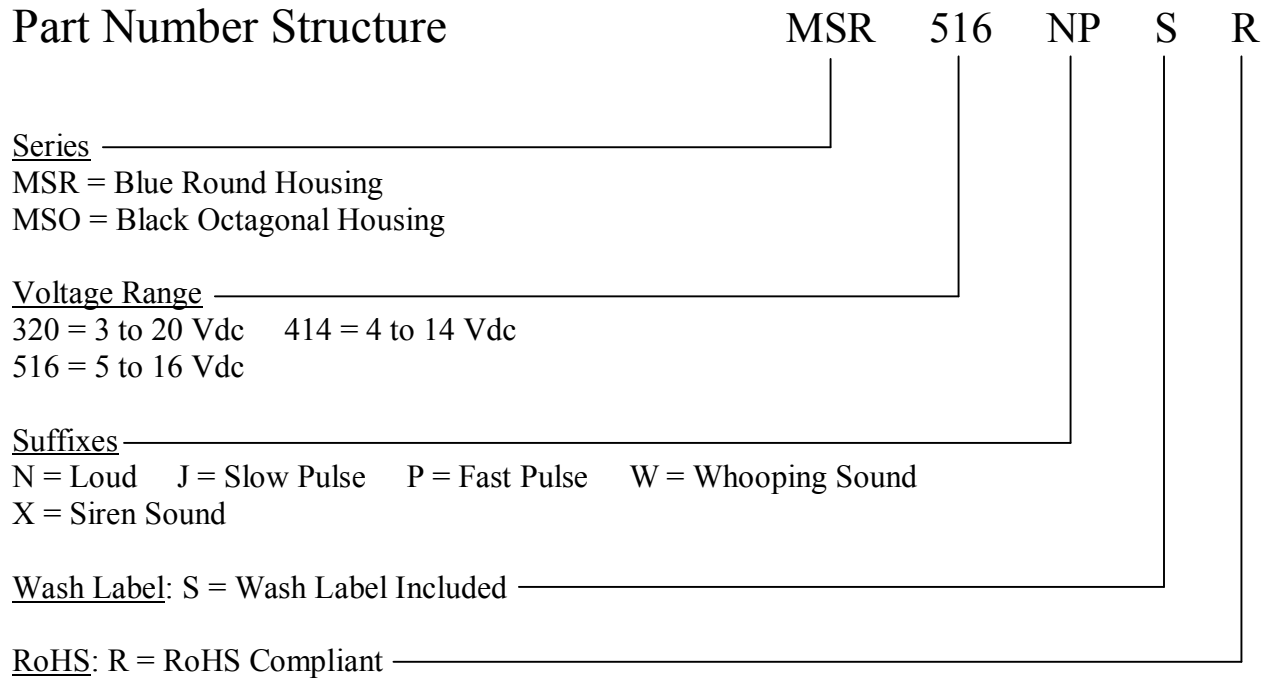 Part Number Structure MSR 516 NP S R
Series
MSR = Blue Round Housing
MSO = Black Octagonal Housing
Voltage Range
320 = 3 to 20 Vdc 414 = 4 to 14 Vdc
516 = 5 to 16 Vdc
Suffixes
N = Loud J = Slow Pulse P = Fast Pulse W = Whooping Sound
X = Siren Sound
Wash Label: S = Wash Label Included
RoHS: R = RoHS Compliant